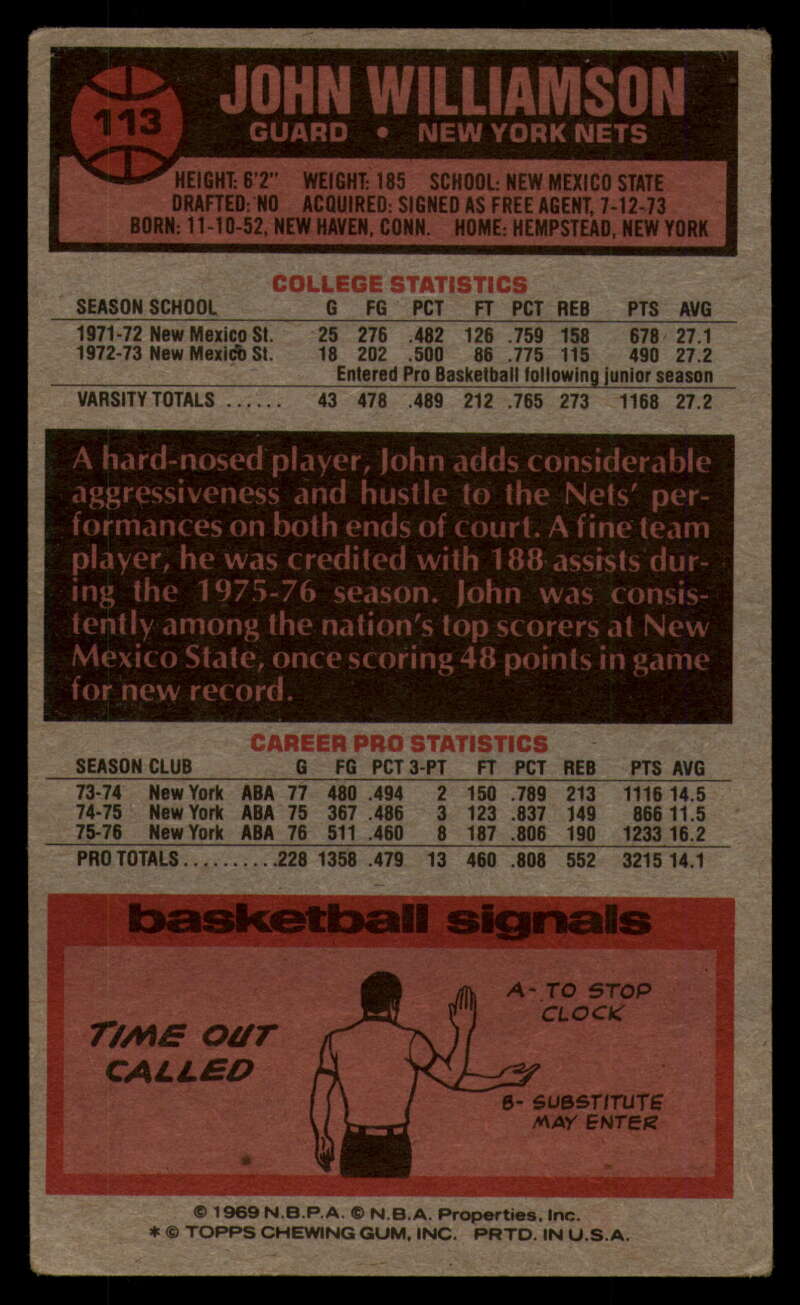 113
JOHN WILLIAMSON
GUARD • NEW YORK NETS
HEIGHT: 6'2" WEIGHT: 185 SCHOOL: NEW MEXICO STATE
DRAFTED: NO ACQUIRED: SIGNED AS FREE AGENT, 7-12-73
BORN: 11-10-52, NEW HAVEN, CONN. HOME: HEMPSTEAD, NEW YORK
COLLEGE STATISTICS
SEASON SCHOOL G FG PCT FT PCT REB PTS AVG
1971-72 New Mexico St. 25 276 .482 126 .759 158 678 27.1
1972-73 New Mexico St. 18 202 .500 86 .775 115 490 27.2
Entered Pro Basketball following junior season
VARSITY TOTALS ...... 43 478 .489 212 .765 273 1168 27.2
A hard-nosed player, John adds considerable
aggressiveness and hustle to the Nets' per-
formances on both ends of court. A fine team
player, he was credited with 188 assists dur-
ing the 1975-76 season. John was consis-
tently among the nation's top scorers at New
Mexico State, once scoring 48 points in game
for new record.
CAREER PRO STATISTICS
SEASON CLUB G FG PCT 3-PT FT PCT REB PTS AVG
73-74 New York ABA 77 480 .494 2 150 .789 213 1116 14.5
74-75 New York ABA 75 367 .486 3 123 .837 149 866 11.5
75-76 New York ABA 76 511 .460 8 187 .806 190 1233 16.2
PRO TOTALS..........228 1358 .479 13 460 .808 552 3215 14.1
basketball signals
TIME OUT
CALLED
A- TO STOP
CLOCK
B- SUBSTITUTE
MAY ENTER
© 1969 N.B.P.A. © N.B.A. Properties, Inc.
* © TOPPS CHEWING GUM, INC. PRTD. IN U.S.A.